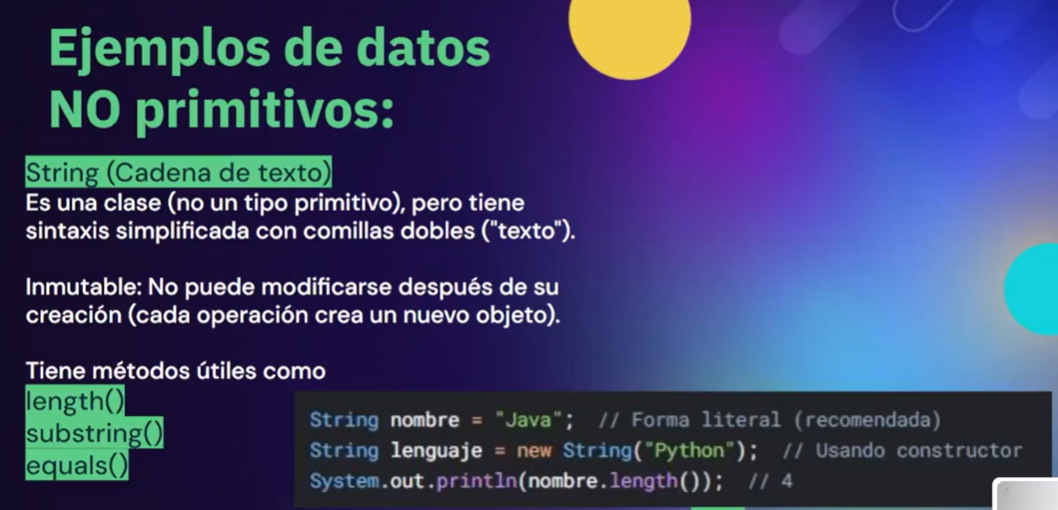 Ejemplos de datos
NO primitivos:
String (Cadena de texto)
Es una clase (no un tipo primitivo), pero tiene
sintaxis simplificada con comillas dobles ("texto").
Inmutable: No puede modificarse después de su
creación (cada operación crea un nuevo objeto).
Tiene métodos útiles como
length()
substring()
equals()
String nombre = "Java";  // Forma literal (recomendada)
String lenguaje = new String("Python");  // Usando constructor
System.out.println(nombre.length());  // 4